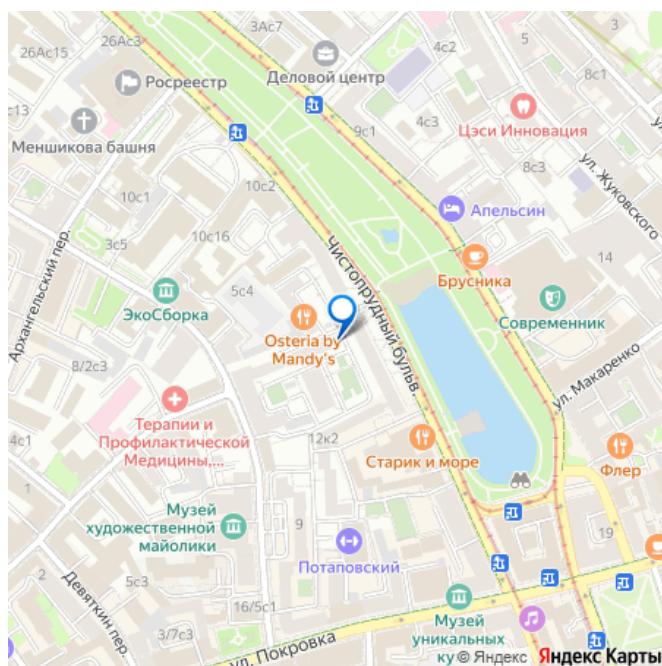 26Ас3
3Ас7
26Ас15
Росреестр
Деловой центр
4с2
5
8с1
с13
Меншикова башня
9с1
4с3
Цэси Инновация
10с1
10с2
8с3
ул. Жуковского
3с5
10с16
Апельсин
Архангельский пер.
Чистопрудный бульв.
14
ЭкоСборка
5с4
Брусника
Osteria by
Mandy's
Современник
8/2с3
ул. Макаренко
Терапии и
Профилактической
Медицины,...
12к2
Старик и море
Флер
1
Музей
художественной
майолики
9
19
2
Девяткин пер.
5с3
Потаповский
16/5с1
3/7с3
Музей
уникальных
ку
ул. Покровка
© Яндекс Яндекс Карты